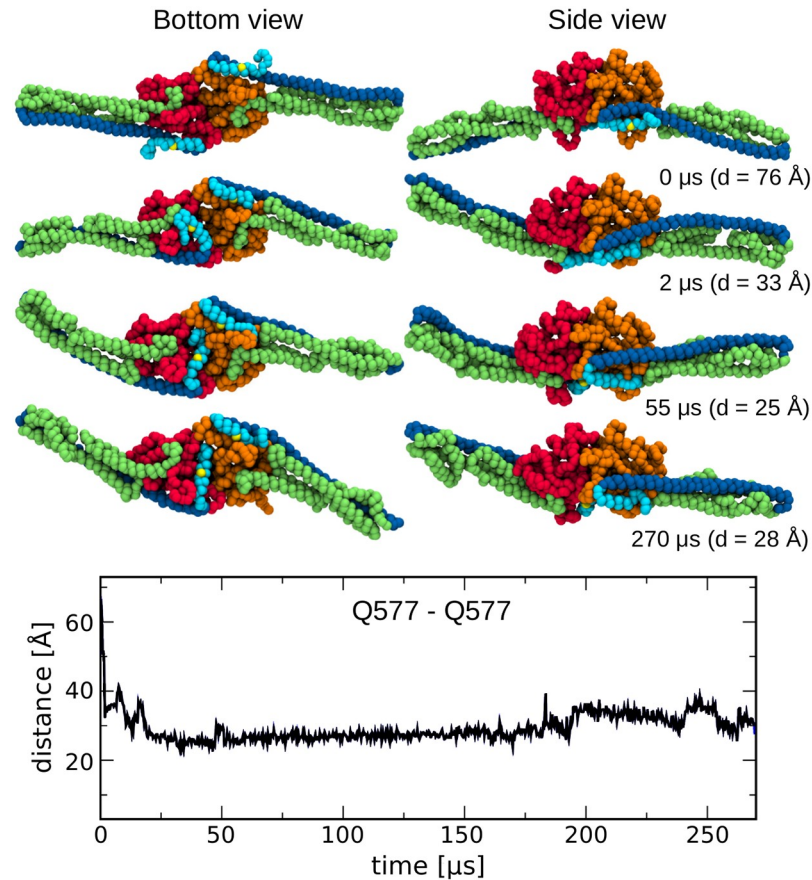 Bottom view
Side view
0 μs (d = 76 Å)
2 μs (d = 33 Å)
55 μs (d = 25 Å)
270 μs (d = 28 Å)
Q577 - Q577
60
40
20
distance [Å]
0
50
100
150
200
250
time [μs]